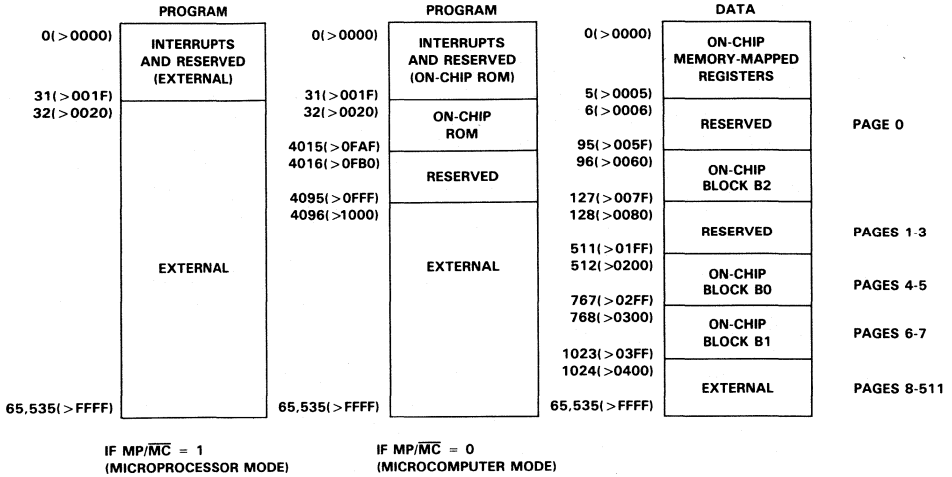 PROGRAM
0(>0000)
INTERRUPTS
AND RESERVED
(EXTERNAL)
31(>001F)
32(>0020)
EXTERNAL
65,535(>FFFF)
IF MP/M̅C̅ = 1
(MICROPROCESSOR MODE)
PROGRAM
0(>0000)
INTERRUPTS
AND RESERVED
(ON-CHIP ROM)
31(>001F)
32(>0020)
ON-CHIP
ROM
4015(>0FAF)
4016(>0FB0)
RESERVED
4095(>0FFF)
4096(>1000)
EXTERNAL
65,535(>FFFF)
IF MP/M̅C̅ = 0
(MICROCOMPUTER MODE)
DATA
0(>0000)
ON-CHIP
MEMORY-MAPPED
REGISTERS
5(>0005)
6(>0006)
RESERVED
PAGE 0
95(>005F)
96(>0060)
ON-CHIP
BLOCK B2
127(>007F)
128(>0080)
RESERVED
PAGES 1-3
511(>01FF)
512(>0200)
ON-CHIP
BLOCK B0
PAGES 4-5
767(>02FF)
768(>0300)
ON-CHIP
BLOCK B1
PAGES 6-7
1023(>03FF)
1024(>0400)
EXTERNAL
PAGES 8-511
65,535(>FFFF)